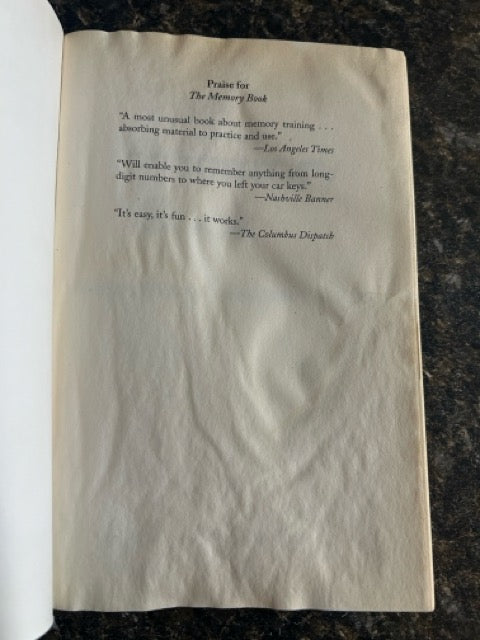 Praise for
The Memory Book
"A most unusual book about memory training . . .
absorbing material to practice and use."
—Los Angeles Times
"Will enable you to remember anything from long-
digit numbers to where you left your car keys."
—Nashville Banner
"It's easy, it's fun . . . it works."
—The Columbus Dispatch